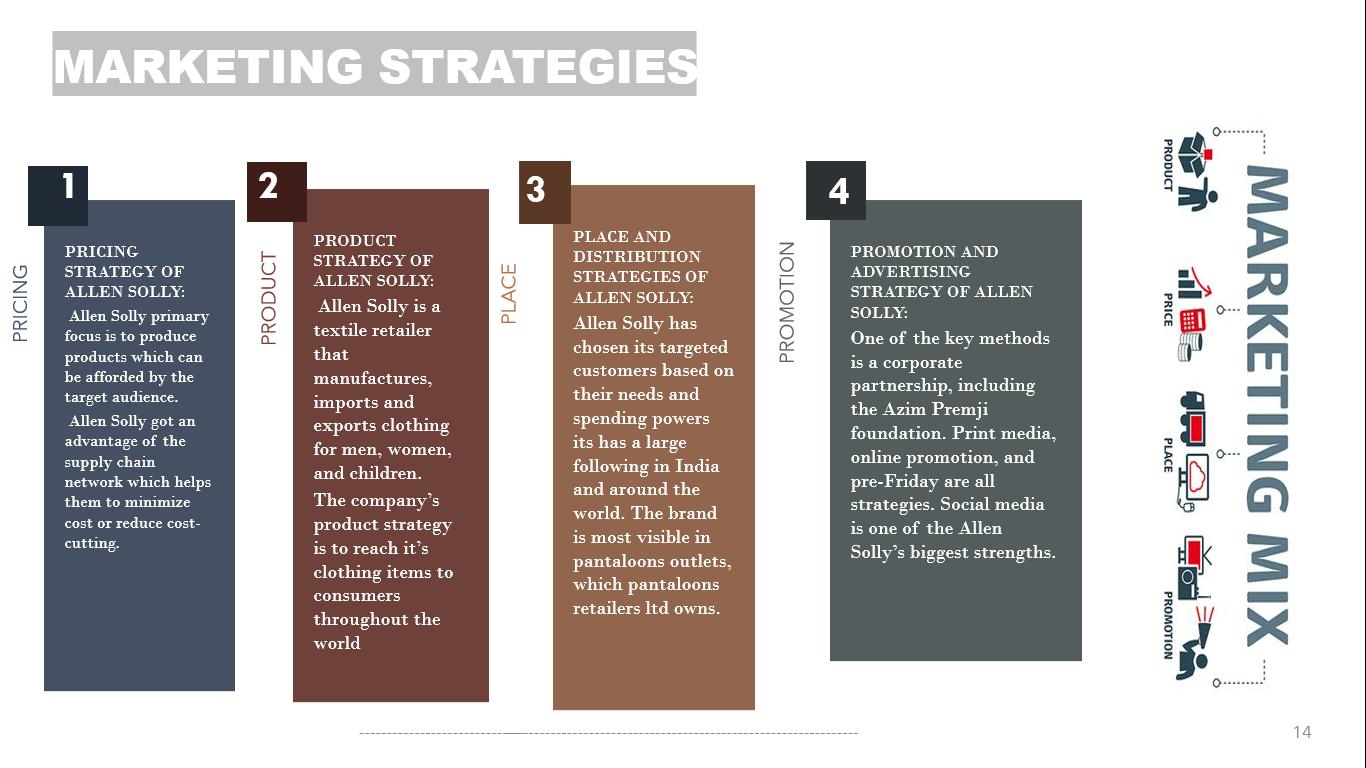 MARKETING STRATEGIES
1
PRICING
PRICING
STRATEGY OF
ALLEN SOLLY:
Allen Solly primary
focus is to produce
products which can
be afforded by the
target audience.
Allen Solly got an
advantage of the
supply chain
network which helps
them to minimize
cost or reduce cost-
cutting.
2
PRODUCT
PRODUCT
STRATEGY OF
ALLEN SOLLY:
Allen Solly is a
textile retailer
that
manufactures,
imports and
exports clothing
for men, women,
and children.
The company's
product strategy
is to reach it's
clothing items to
consumers
throughout the
world
3
PLACE
PLACE AND
DISTRIBUTION
STRATEGIES OF
ALLEN SOLLY:
Allen Solly has
chosen its targeted
customers based on
their needs and
spending powers
its has a large
following in India
and around the
world. The brand
is most visible in
pantaloons outlets,
which pantaloons
retailers ltd owns.
4
PROMOTION
PROMOTION AND
ADVERTISING
STRATEGY OF ALLEN
SOLLY:
One of the key methods
is a corporate
partnership, including
the Azim Premji
foundation. Print media,
online promotion, and
pre-Friday are all
strategies. Social media
is one of the Allen
Solly's biggest strengths.
MARKETING MIX
PRODUCT
PRICE
PLACE
PROMOTION
14